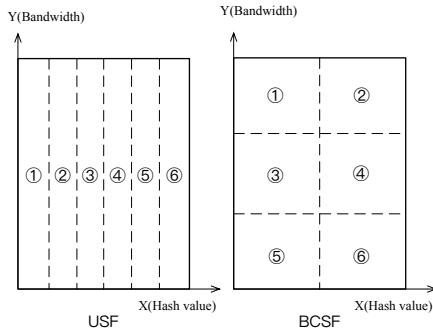 Y(Bandwidth)
① ② ③ ④ ⑤ ⑥
X(Hash value)
USF
Y(Bandwidth)
① ②
③ ④
⑤ ⑥
X(Hash value)
BCSF